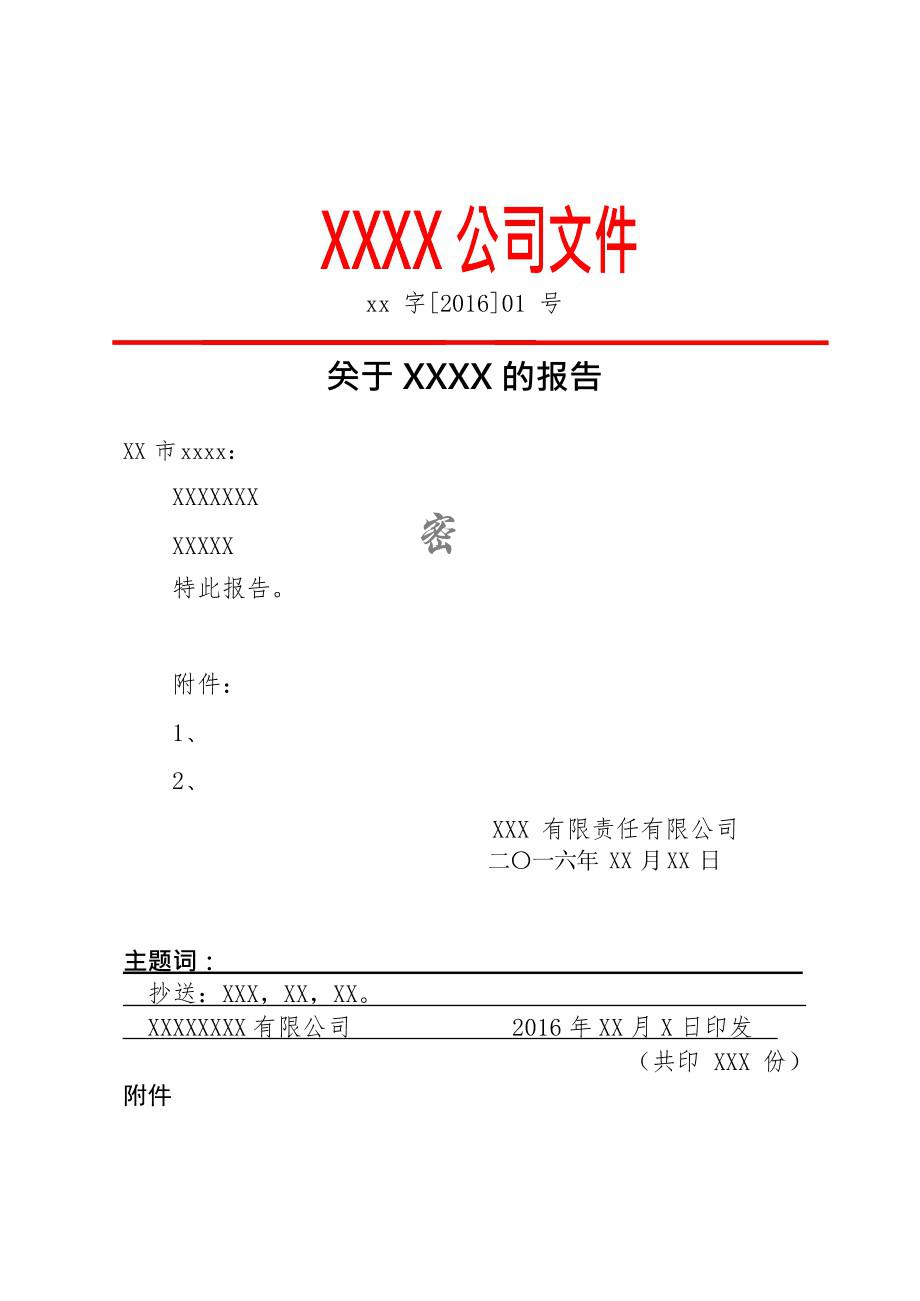 XXXX 公司文件
xx 字[2016]01 号
关于 XXXX 的报告
XX 市 xxxx：
XXXXXXX
密
XXXXX
特此报告。
附件：
1、
2、
XXX 有限责任有限公司
二〇一六年 XX 月 XX 日
主题词：
抄送：XXX，XX，XX。
XXXXXXXX 有限公司 2016 年 XX 月 X 日印发
（共印 XXX 份）
附件